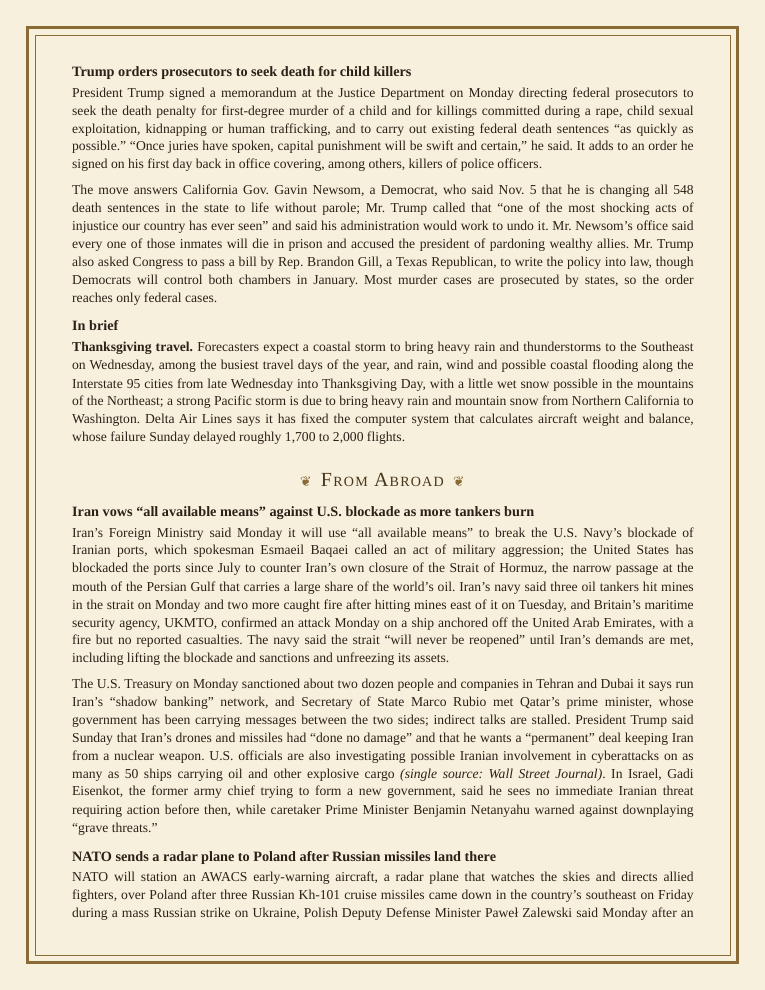 Trump orders prosecutors to seek death for child killers
President Trump signed a memorandum at the Justice Department on Monday directing federal prosecutors to
seek the death penalty for first-degree murder of a child and for killings committed during a rape, child sexual
exploitation, kidnapping or human trafficking, and to carry out existing federal death sentences “as quickly as
possible.” “Once juries have spoken, capital punishment will be swift and certain,” he said. It adds to an order he
signed on his first day back in office covering, among others, killers of police officers.
The move answers California Gov. Gavin Newsom, a Democrat, who said Nov. 5 that he is changing all 548
death sentences in the state to life without parole; Mr. Trump called that “one of the most shocking acts of
injustice our country has ever seen” and said his administration would work to undo it. Mr. Newsom’s office said
every one of those inmates will die in prison and accused the president of pardoning wealthy allies. Mr. Trump
also asked Congress to pass a bill by Rep. Brandon Gill, a Texas Republican, to write the policy into law, though
Democrats will control both chambers in January. Most murder cases are prosecuted by states, so the order
reaches only federal cases.
In brief
Thanksgiving travel. Forecasters expect a coastal storm to bring heavy rain and thunderstorms to the Southeast
on Wednesday, among the busiest travel days of the year, and rain, wind and possible coastal flooding along the
Interstate 95 cities from late Wednesday into Thanksgiving Day, with a little wet snow possible in the mountains
of the Northeast; a strong Pacific storm is due to bring heavy rain and mountain snow from Northern California to
Washington. Delta Air Lines says it has fixed the computer system that calculates aircraft weight and balance,
whose failure Sunday delayed roughly 1,700 to 2,000 flights.
❦ From Abroad ❦
Iran vows “all available means” against U.S. blockade as more tankers burn
Iran’s Foreign Ministry said Monday it will use “all available means” to break the U.S. Navy’s blockade of
Iranian ports, which spokesman Esmaeil Baqaei called an act of military aggression; the United States has
blockaded the ports since July to counter Iran’s own closure of the Strait of Hormuz, the narrow passage at the
mouth of the Persian Gulf that carries a large share of the world’s oil. Iran’s navy said three oil tankers hit mines
in the strait on Monday and two more caught fire after hitting mines east of it on Tuesday, and Britain’s maritime
security agency, UKMTO, confirmed an attack Monday on a ship anchored off the United Arab Emirates, with a
fire but no reported casualties. The navy said the strait “will never be reopened” until Iran’s demands are met,
including lifting the blockade and sanctions and unfreezing its assets.
The U.S. Treasury on Monday sanctioned about two dozen people and companies in Tehran and Dubai it says run
Iran’s “shadow banking” network, and Secretary of State Marco Rubio met Qatar’s prime minister, whose
government has been carrying messages between the two sides; indirect talks are stalled. President Trump said
Sunday that Iran’s drones and missiles had “done no damage” and that he wants a “permanent” deal keeping Iran
from a nuclear weapon. U.S. officials are also investigating possible Iranian involvement in cyberattacks on as
many as 50 ships carrying oil and other explosive cargo (single source: Wall Street Journal). In Israel, Gadi
Eisenkot, the former army chief trying to form a new government, said he sees no immediate Iranian threat
requiring action before then, while caretaker Prime Minister Benjamin Netanyahu warned against downplaying
“grave threats.”
NATO sends a radar plane to Poland after Russian missiles land there
NATO will station an AWACS early-warning aircraft, a radar plane that watches the skies and directs allied
fighters, over Poland after three Russian Kh-101 cruise missiles came down in the country’s southeast on Friday
during a mass Russian strike on Ukraine, Polish Deputy Defense Minister Paweł Zalewski said Monday after an